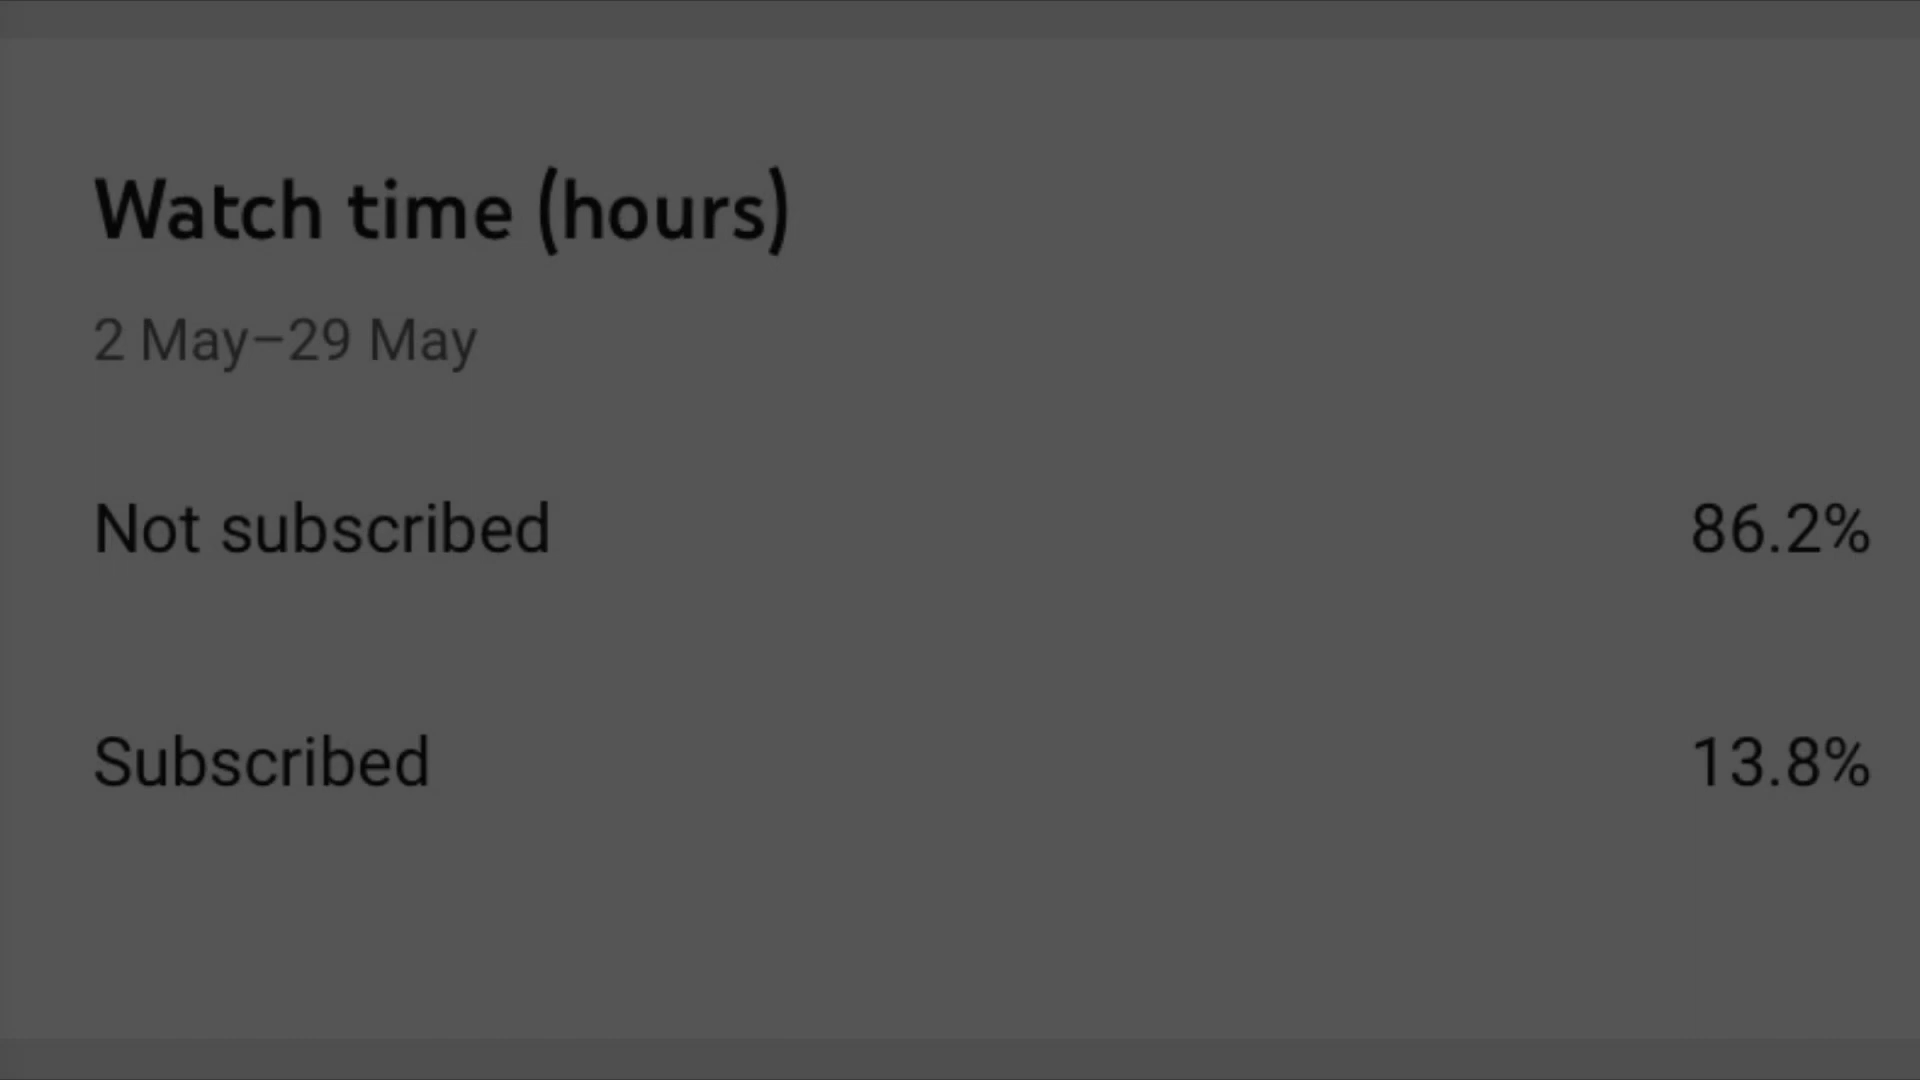 Watch time (hours)
2 May–29 May
Not subscribed 86.2%
Subscribed 13.8%